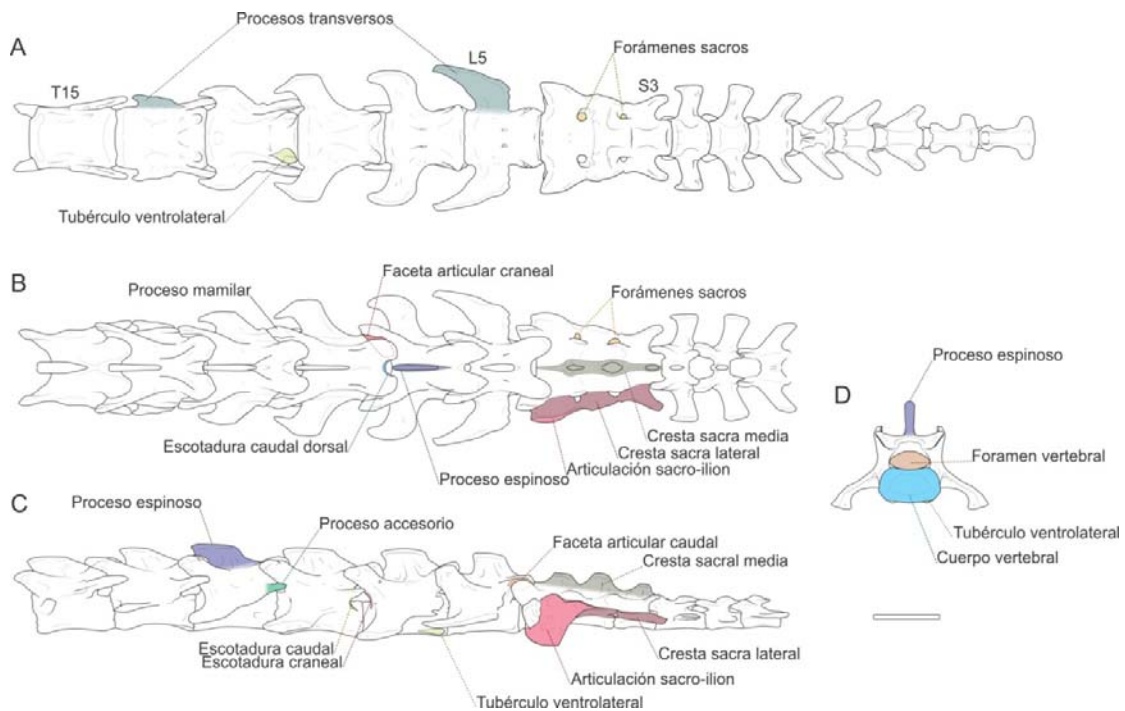 A
Procesos transversos
T15
L5
Forámenes sacros
S3
Tubérculo ventrolateral
B
Faceta articular craneal
Proceso mamilar
Forámenes sacros
Escotadura caudal dorsal
Proceso espinoso
Cresta sacra media
Cresta sacra lateral
Articulación sacro-ilion
C
Proceso espinoso
Proceso accesorio
Faceta articular caudal
Cresta sacral media
Escotadura caudal
Escotadura craneal
Tubérculo ventrolateral
Cresta sacra lateral
Articulación sacro-ilion
D
Proceso espinoso
Foramen vertebral
Tubérculo ventrolateral
Cuerpo vertebral